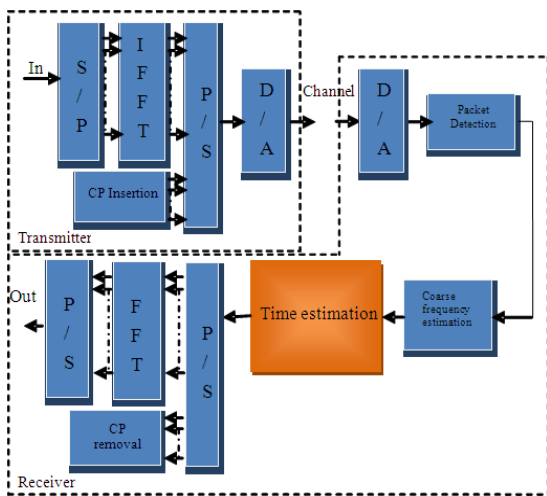 In
S
/
P
I
F
F
T
P
/
S
D
/
A
Channel
D
/
A
Packet
Detection
CP Insertion
Transmitter
Out
P
/
S
F
F
T
P
/
S
Time estimation
Coarse
frequency
estimation
CP
removal
Receiver